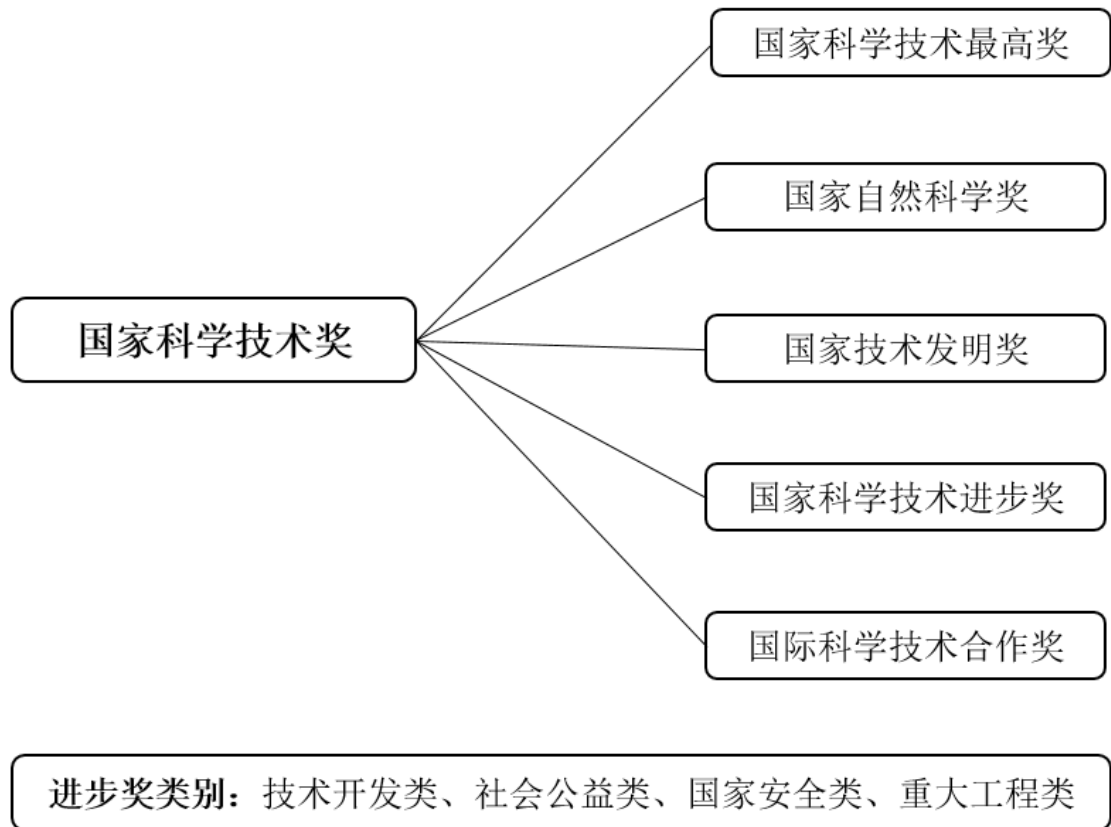 国家科学技术最高奖
国家自然科学奖
国家科学技术奖
国家技术发明奖
国家科学技术进步奖
国际科学技术合作奖
进步奖类别：技术开发类、社会公益类、国家安全类、重大工程类